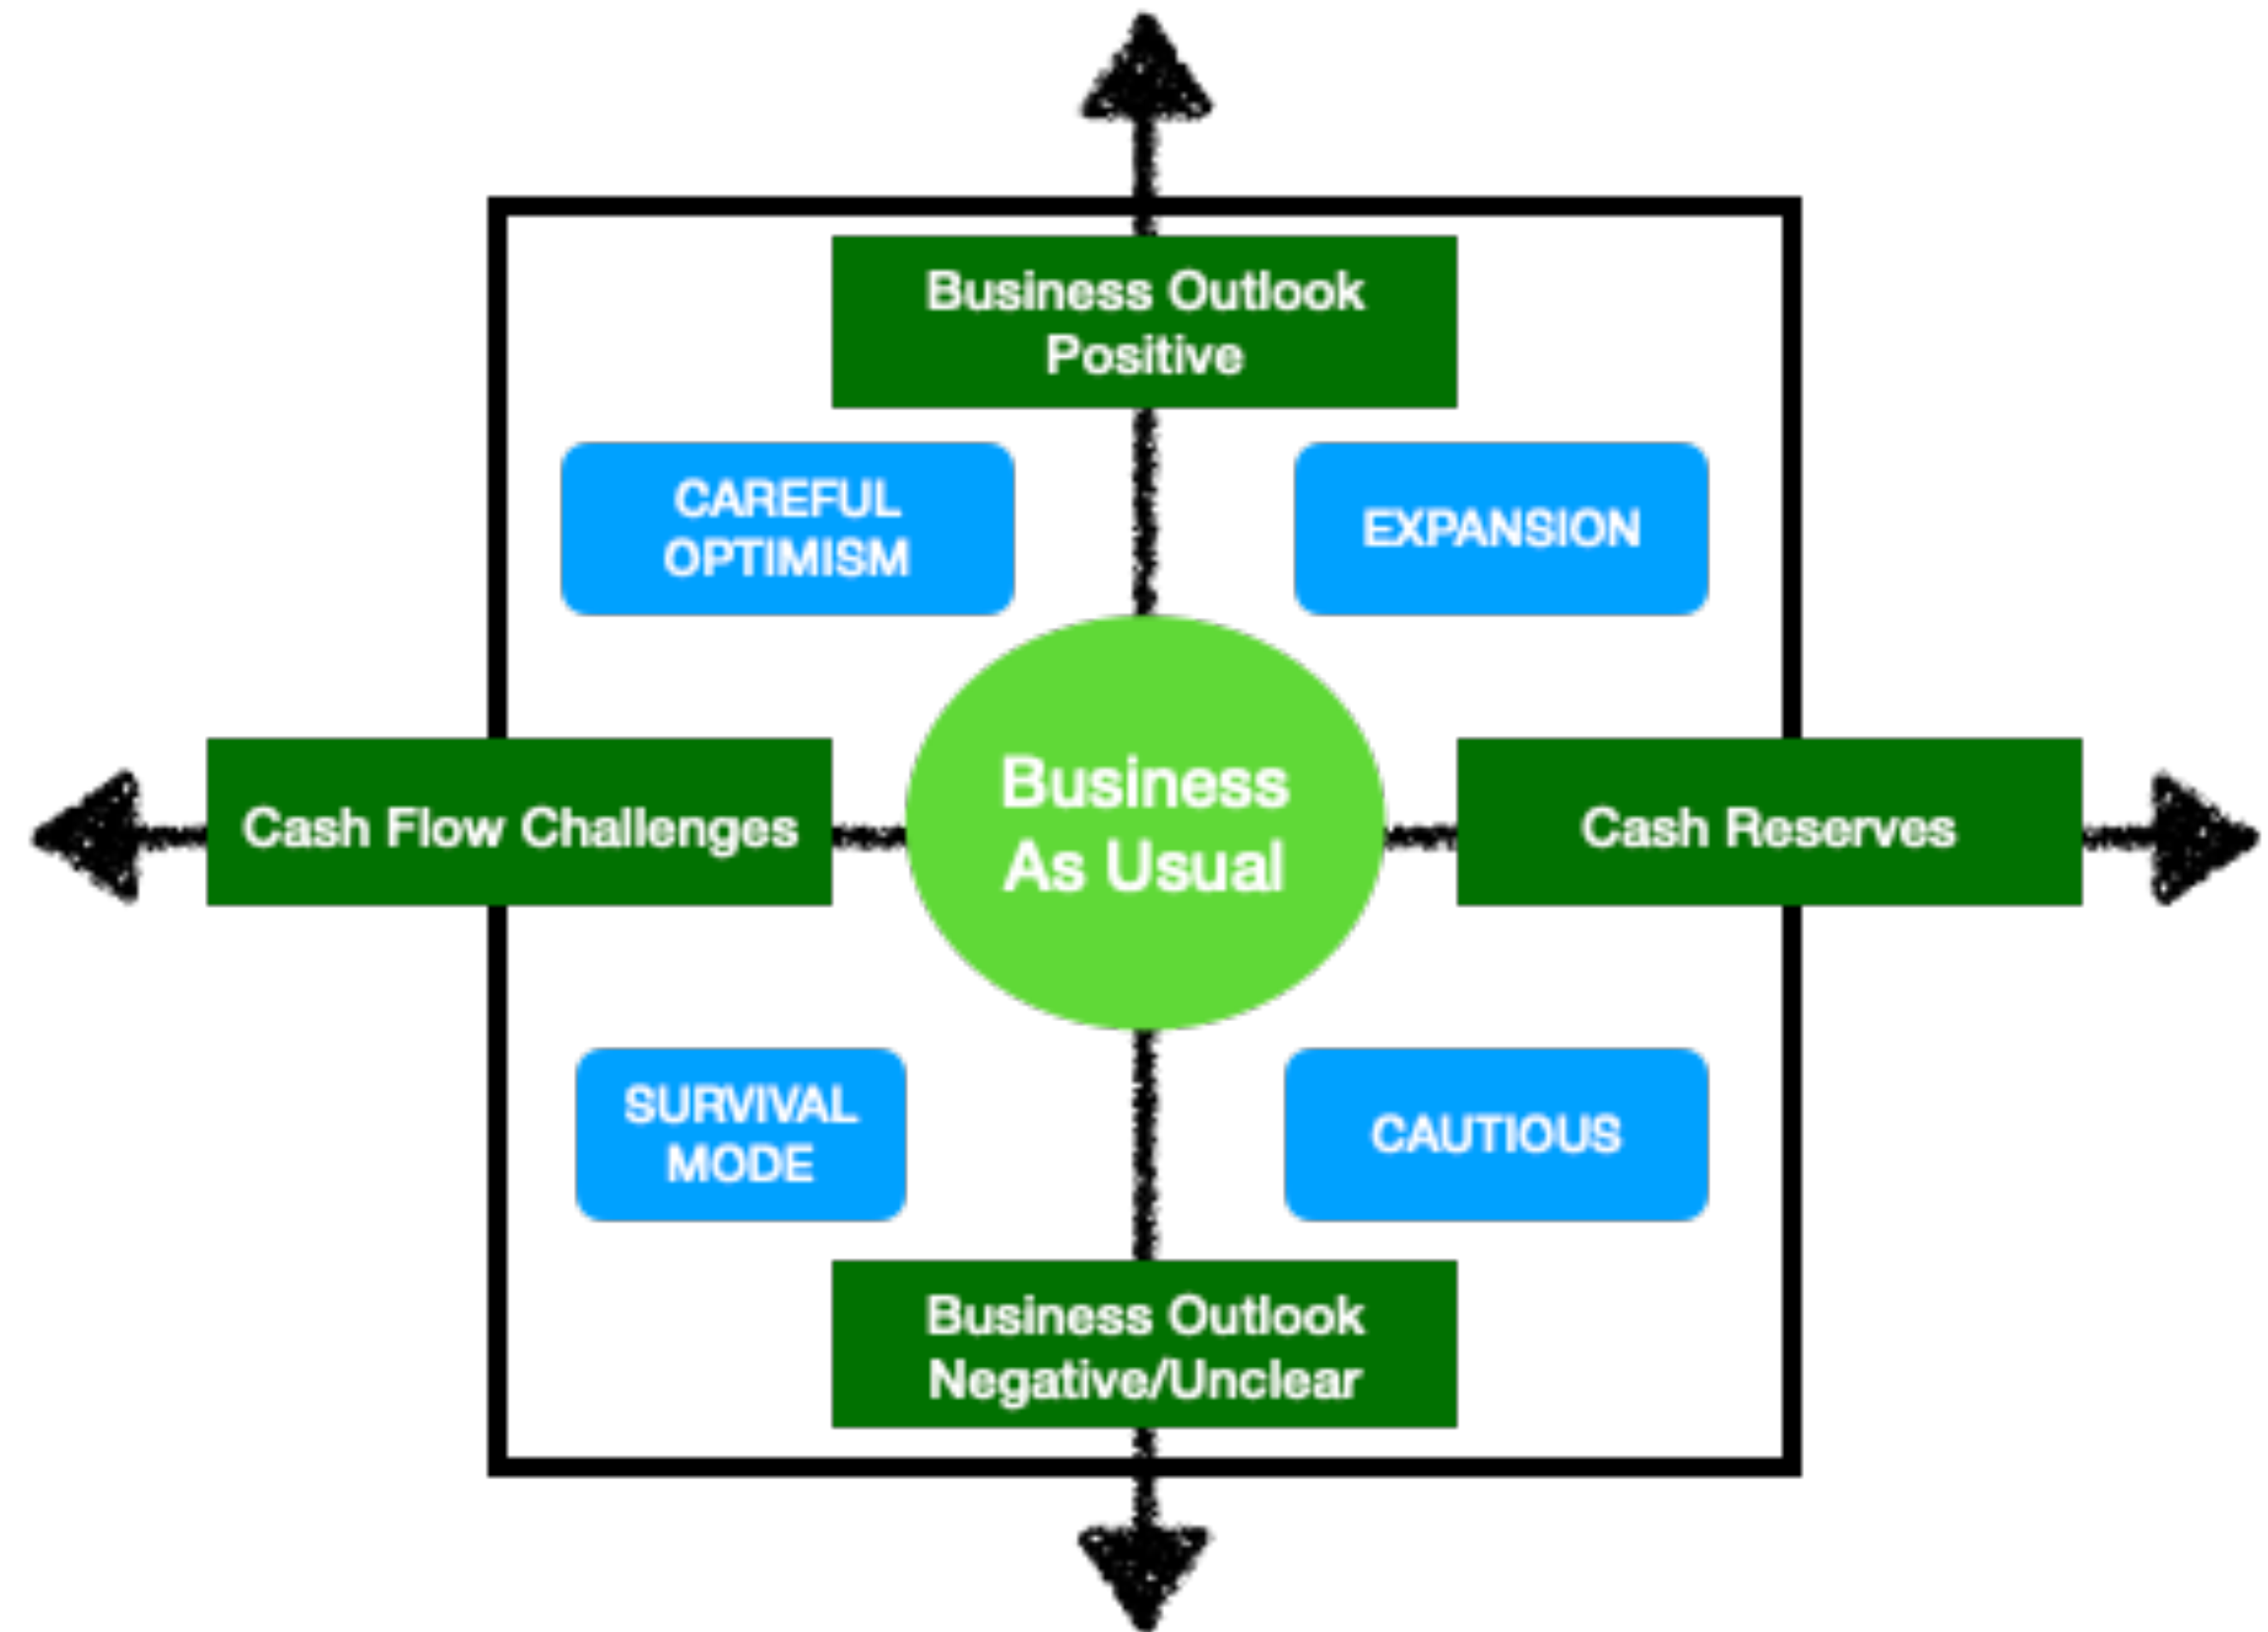 Business Outlook
Positive
CAREFUL
OPTIMISM
EXPANSION
Cash Flow Challenges
Business
As Usual
Cash Reserves
SURVIVAL
MODE
CAUTIOUS
Business Outlook
Negative/Unclear